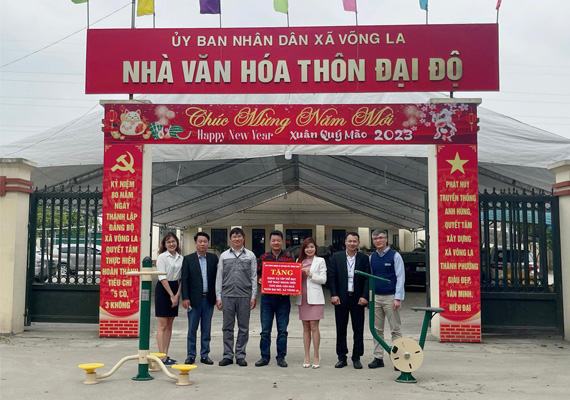 ỦY BAN NHÂN DÂN XÃ VÕNG LA
NHÀ VĂN HÓA THÔN ĐẠI ĐỘ
Chúc Mừng Năm Mới
Happy New Year
Xuân Quý Mão 2023
KỶ NIỆM
80 NĂM
NGÀY
THÀNH LẬP
ĐẢNG BỘ
XÃ VÕNG LA
QUYẾT TÂM
THỰC HIỆN
HOÀN THÀNH
TIÊU CHÍ
"5 CÓ,
3 KHÔNG"
TẶNG
PHÁT HUY
TRUYỀN THỐNG
ANH HÙNG,
QUYẾT TÂM
XÂY DỰNG
XÃ VÕNG LA
THÀNH PHƯỜNG
GIÀU ĐẸP,
VĂN MINH,
HIỆN ĐẠI